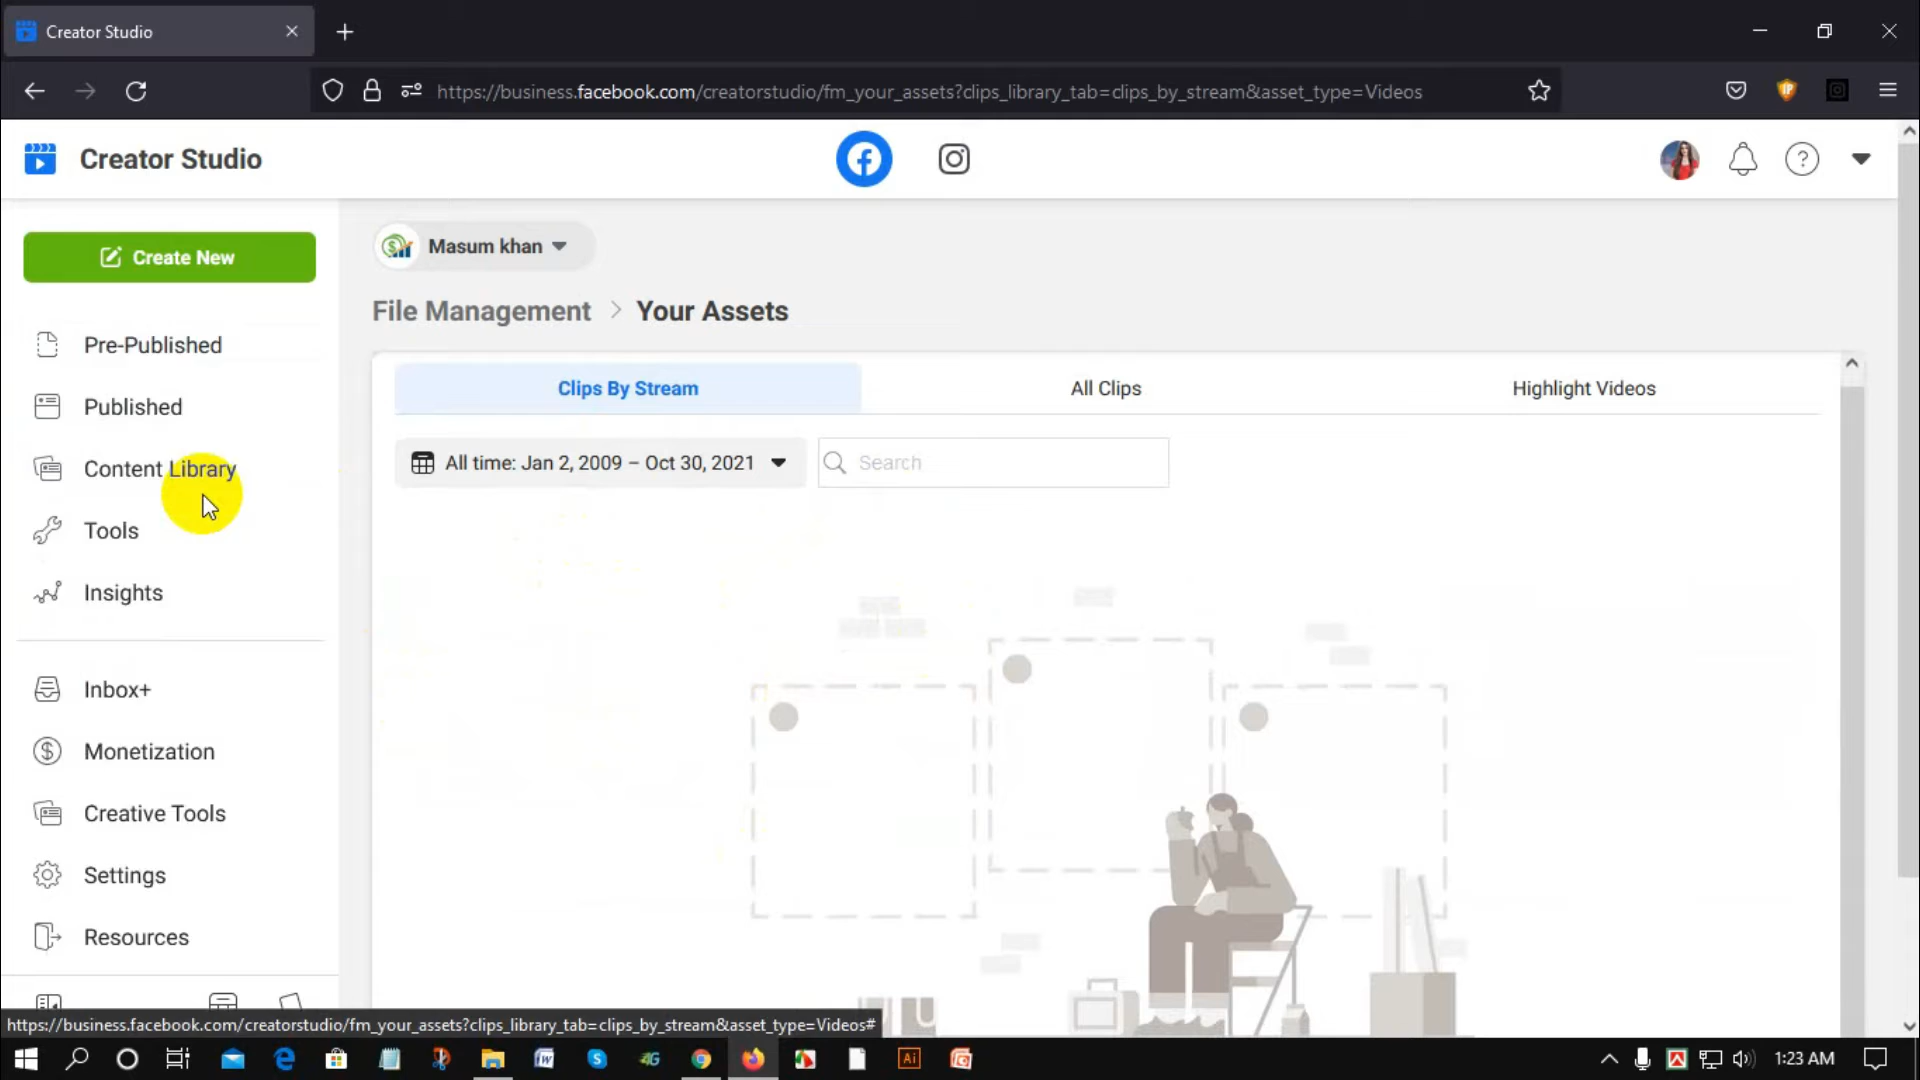 Creator Studio
https://business.facebook.com/creatorstudio/fm_your_assets?clips_library_tab=clips_by_stream&asset_type=Videos
Creator Studio
Create New
Pre-Published
Published
Content Library
Tools
Insights
Inbox+
Monetization
Creative Tools
Settings
Resources
Masum khan
File Management > Your Assets
Clips By Stream
All Clips
Highlight Videos
All time: Jan 2, 2009 – Oct 30, 2021
Search
https://business.facebook.com/creatorstudio/fm_your_assets?clips_library_tab=clips_by_stream&asset_type=Videos#
1:23 AM